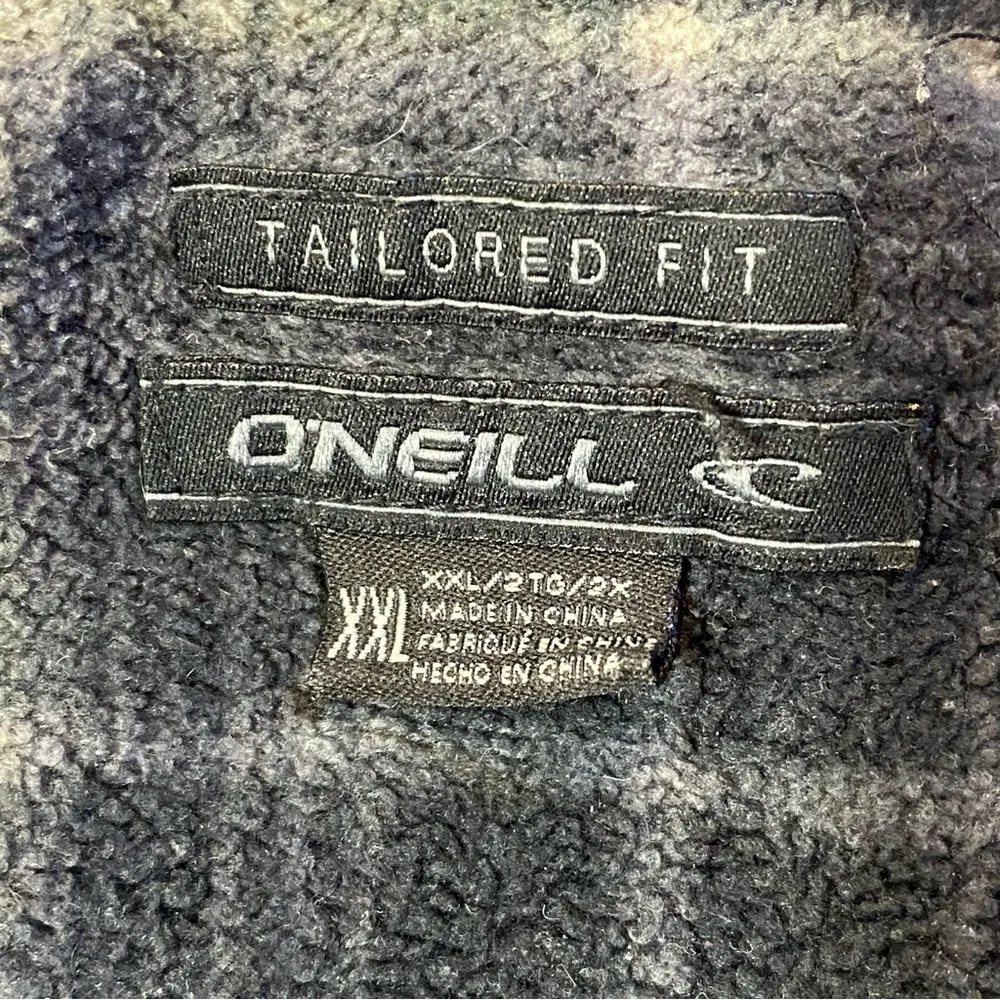 TAILORED FIT
O'NEILL
XXL
XXL/2TG/2X
MADE IN CHINA
FABRIQUÉ EN CHINE
HECHO EN CHINA